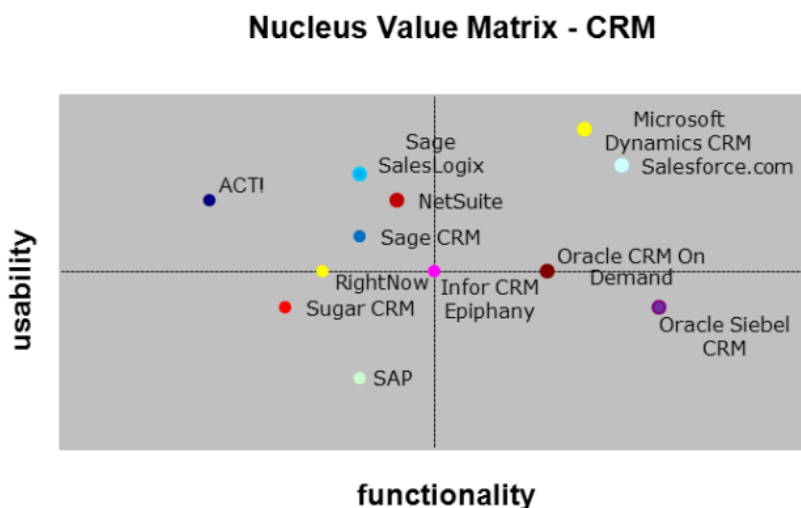 Nucleus Value Matrix - CRM
Microsoft
Dynamics CRM
Sage
SalesLogix
Salesforce.com
ACT!
NetSuite
Sage CRM
Oracle CRM On
Demand
RightNow
Infor CRM
Epiphany
Sugar CRM
Oracle Siebel
CRM
SAP
usability
functionality